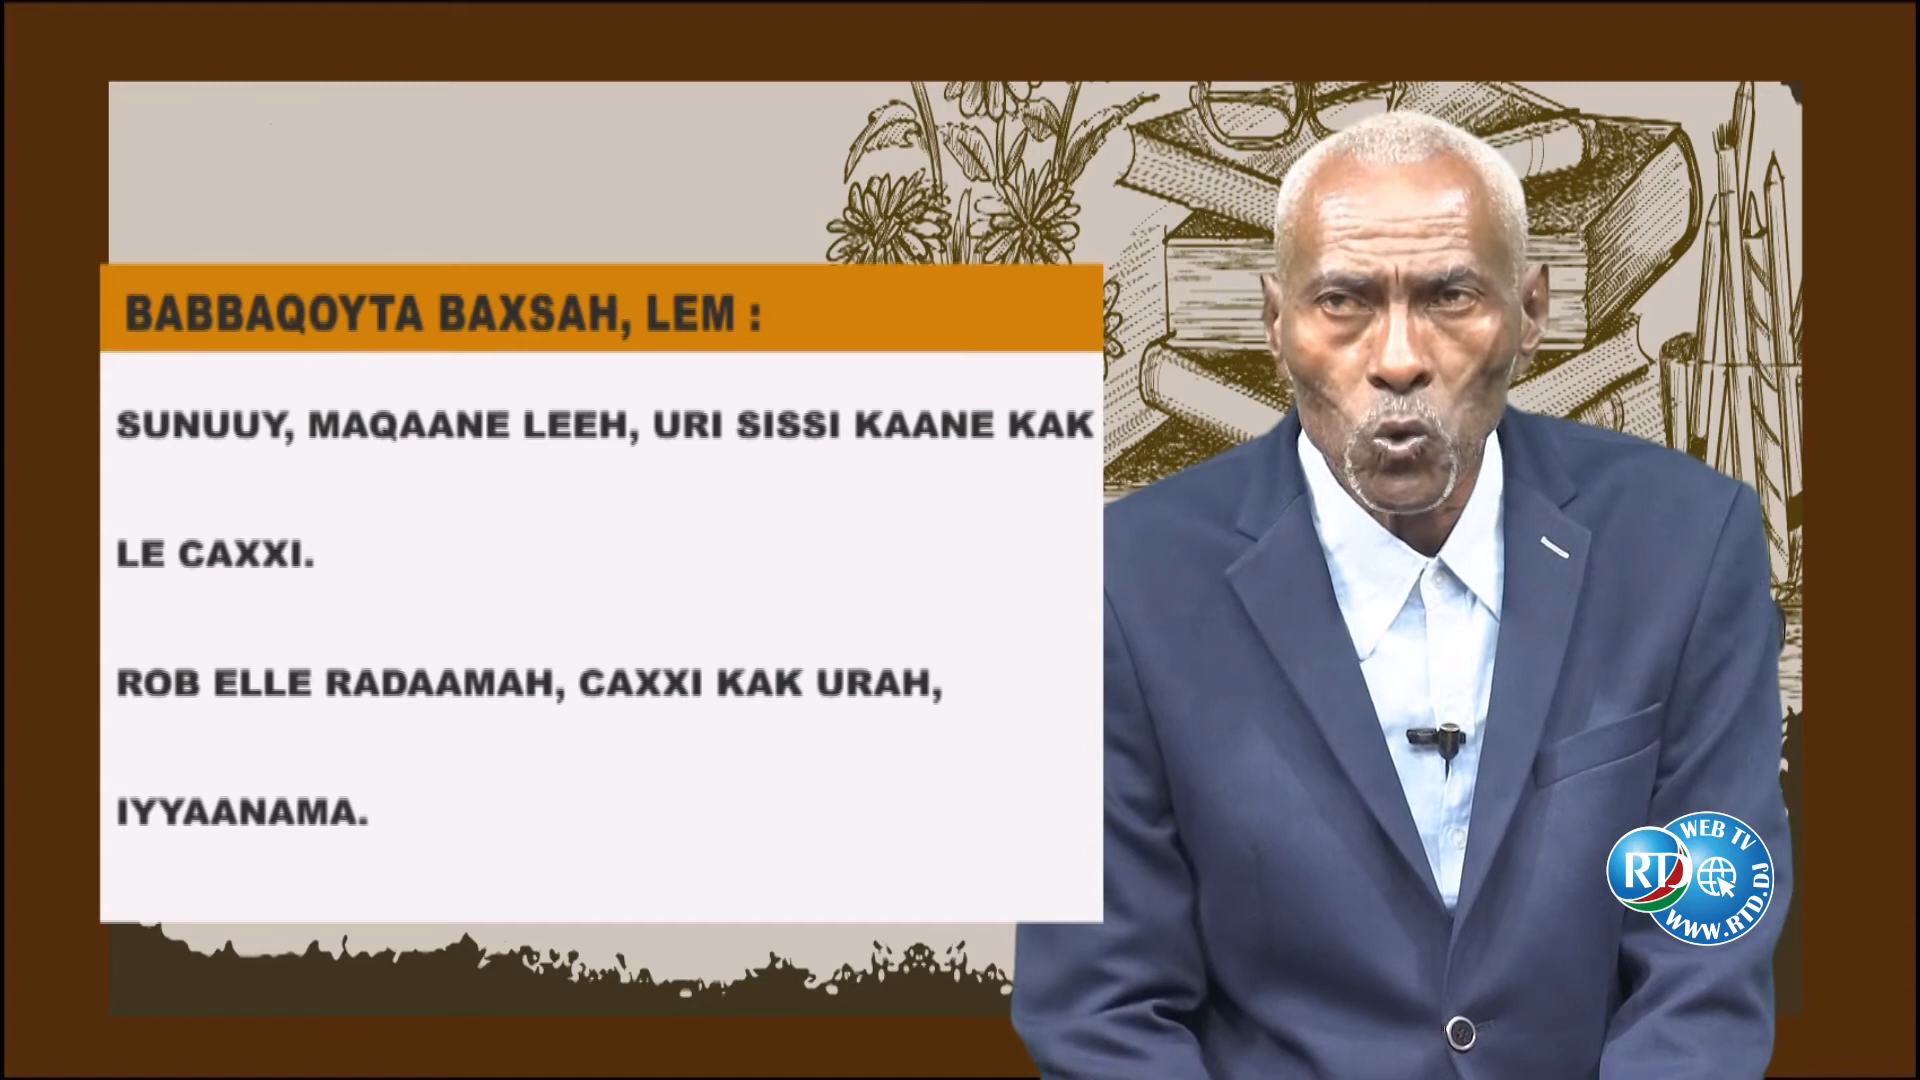 BABBAQOYTA BAXSAH, LEM :
SUNUUY, MAQAANE LEEH, URI SISSI KAANE KAK
LE CAXXI.
ROB ELLE RADAAMAH, CAXXI KAK URAH,
IYYAANAMA.
WEB TV
RTD
WWW.RTD.DJ